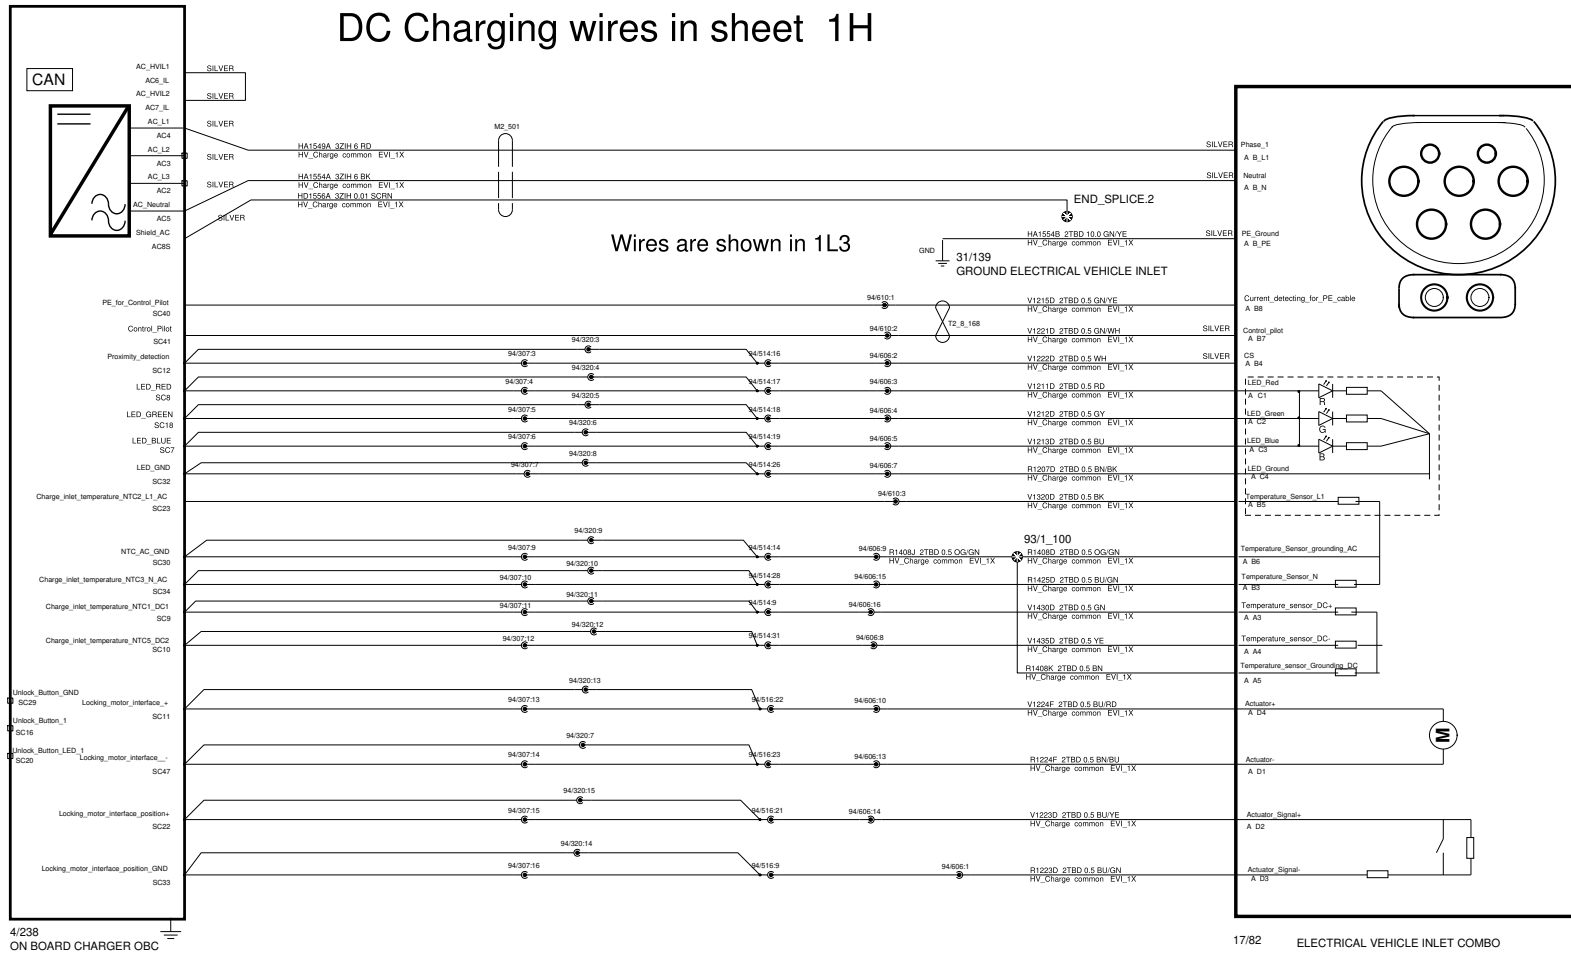 DC Charging wires in sheet 1H
CAN
AC_HVIL1
SILVER
AC6_IL
AC_HVIL2
SILVER
AC7_IL
AC_L1
SILVER
AC4
AC_L2
SILVER
AC3
AC_L3
SILVER
AC2
AC_Neutral
SILVER
AC5
Shield_AC
AC8S
M2_501
HA1549A 3ZIH 6 RD
HV_Charge common EVI_1X
HA1554A 3ZIH 6 BK
HV_Charge common EVI_1X
HD1556A 3ZIH 0.01 SCRN
HV_Charge common EVI_1X
END_SPLICE.2
Wires are shown in 1L3
GND
31/139
GROUND ELECTRICAL VEHICLE INLET
HA1554B 2TBD 10.0 GN/YE
HV_Charge common EVI_1X
SILVER
Phase_1
A B_L1
SILVER
Neutral
A B_N
SILVER
PE_Ground
A B_PE
PE_for_Control_Pilot
SC40
94/610:1
V1215D 2TBD 0.5 GN/YE
HV_Charge common EVI_1X
Current_detecting_for_PE_cable
A B8
Control_Pilot
SC41
94/610:2
T2_8_168
V1221D 2TBD 0.5 GN/WH
HV_Charge common EVI_1X
SILVER
Control_pilot
A B7
Proximity_detection
SC12
94/320:3
94/307:3
94/514:16
94/606:2
V1222D 2TBD 0.5 WH
HV_Charge common EVI_1X
SILVER
CS
A B4
LED_RED
SC8
94/320:4
94/307:4
94/514:17
94/606:3
V1211D 2TBD 0.5 RD
HV_Charge common EVI_1X
LED_Red
A C1
R
LED_GREEN
SC18
94/320:5
94/307:5
94/514:18
94/606:4
V1212D 2TBD 0.5 GY
HV_Charge common EVI_1X
LED_Green
A C2
G
LED_BLUE
SC7
94/320:6
94/307:6
94/514:19
94/606:5
V1213D 2TBD 0.5 BU
HV_Charge common EVI_1X
LED_Blue
A C3
B
LED_GND
SC32
94/320:8
94/307:7
94/514:26
94/606:7
R1207D 2TBD 0.5 BN/BK
HV_Charge common EVI_1X
LED_Ground
A C4
Charge_inlet_temperature_NTC2_L1_AC
SC23
94/610:3
V1320D 2TBD 0.5 BK
HV_Charge common EVI_1X
Temperature_Sensor_L1
A B5
NTC_AC_GND
SC30
94/320:9
94/307:9
94/514:14
94/606:9
R1408J 2TBD 0.5 OG/GN
HV_Charge common EVI_1X
93/1_100
R1408D 2TBD 0.5 OG/GN
HV_Charge common EVI_1X
Temperature_Sensor_grounding_AC
A B6
Charge_inlet_temperature_NTC3_N_AC
SC34
94/320:10
94/307:10
94/514:28
94/606:15
R1425D 2TBD 0.5 BU/GN
HV_Charge common EVI_1X
Temperature_Sensor_N
A B3
Charge_inlet_temperature_NTC1_DC1
SC9
94/320:11
94/307:11
94/514:9
94/606:16
V1430D 2TBD 0.5 GN
HV_Charge common EVI_1X
Temperature_sensor_DC+
A A3
Charge_inlet_temperature_NTC5_DC2
SC10
94/320:12
94/307:12
94/514:31
94/606:8
V1435D 2TBD 0.5 YE
HV_Charge common EVI_1X
Temperature_sensor_DC-
A A4
R1408K 2TBD 0.5 BN
HV_Charge common EVI_1X
Temperature_sensor_Grounding_DC
A A5
Unlock_Button_GND
SC29
Locking_motor_interface_+
SC11
94/320:13
94/307:13
94/516:22
94/606:10
V1224F 2TBD 0.5 BU/RD
HV_Charge common EVI_1X
Actuator+
A D4
M
Unlock_Button_1
SC16
Unlock_Button_LED_1
SC20
Locking_motor_interface__-
SC47
94/320:7
94/307:14
94/516:23
94/606:13
R1224F 2TBD 0.5 BN/BU
HV_Charge common EVI_1X
Actuator-
A D1
Locking_motor_interface_position+
SC22
94/320:15
94/307:15
94/516:21
94/606:14
V1223D 2TBD 0.5 BU/YE
HV_Charge common EVI_1X
Actuator_Signal+
A D2
Locking_motor_interface_position_GND
SC33
94/320:14
94/307:16
94/516:9
94/606:1
R1223D 2TBD 0.5 BU/GN
HV_Charge common EVI_1X
Actuator_Signal-
A D3
4/238
ON BOARD CHARGER OBC
17/82
ELECTRICAL VEHICLE INLET COMBO